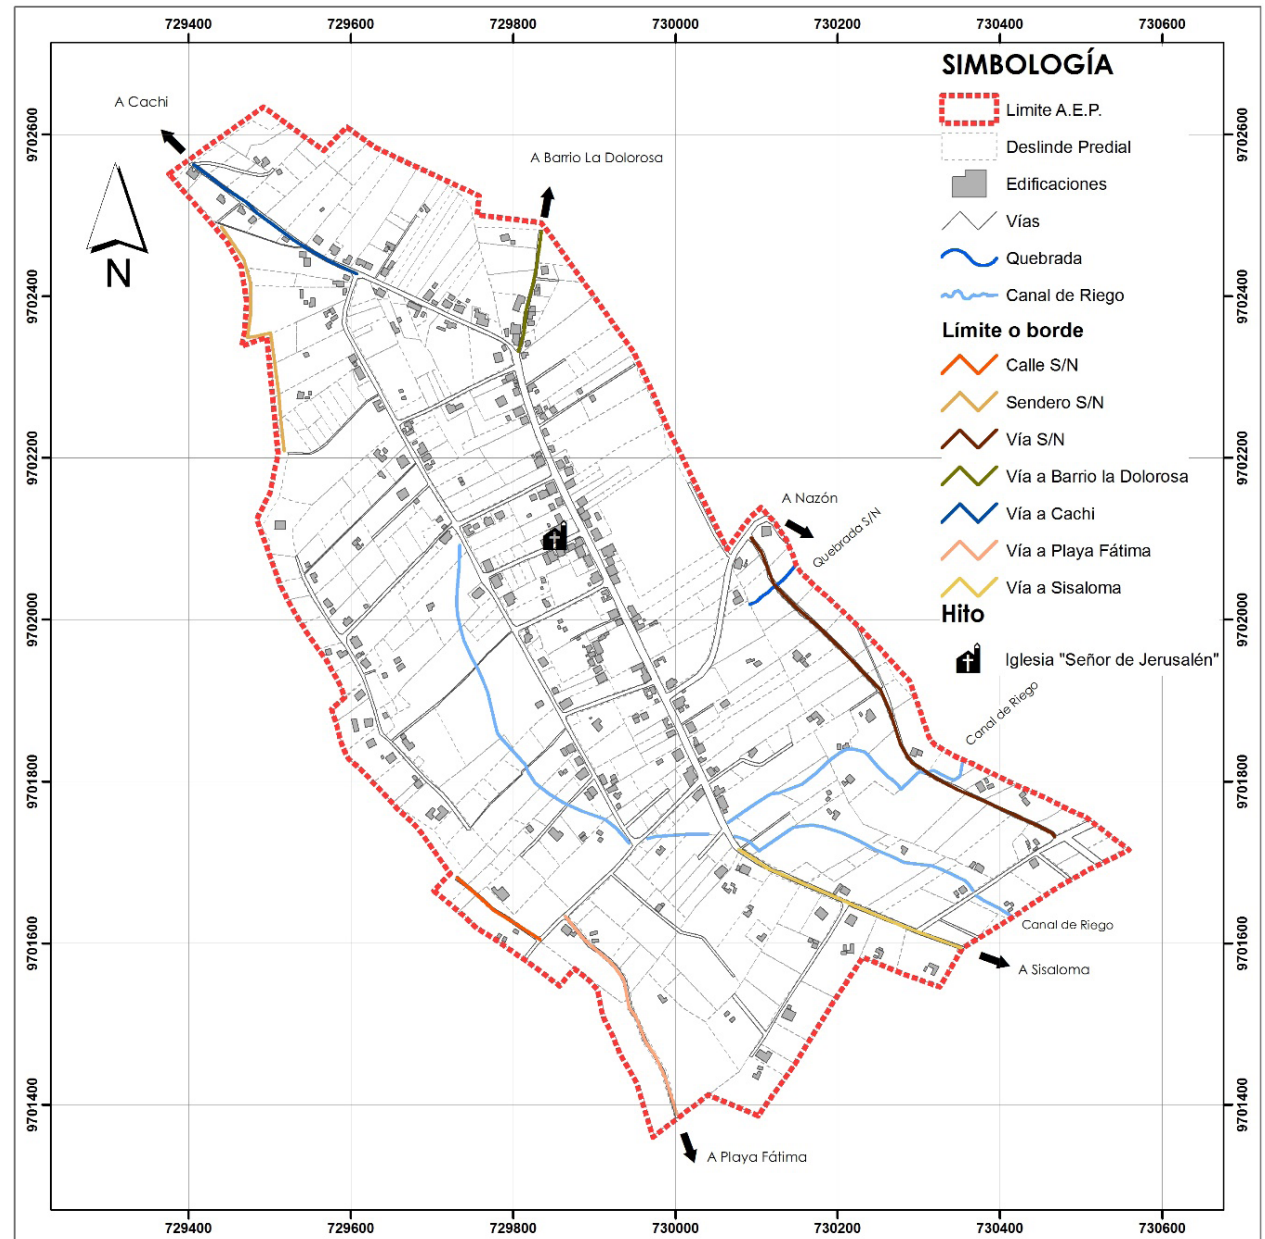 729400 729600 729800 730000 730200 730400 730600
SIMBOLOGÍA
Limite A.E.P.
Deslinde Predial
Edificaciones
Vías
Quebrada
Canal de Riego
Límite o borde
Calle S/N
Sendero S/N
Vía S/N
Vía a Barrio la Dolorosa
Vía a Cachi
Vía a Playa Fátima
Vía a Sisaloma
Hito
Iglesia "Señor de Jerusalén"
A Cachi
A Barrio La Dolorosa
N
A Nazón
Quebrada S/N
Canal de Riego
Canal de Riego
A Sisaloma
A Playa Fátima
9702600
9702400
9702200
9702000
9701800
9701600
9701400
9702600
9702400
9702200
9702000
9701800
9701600
9701400
729400 729600 729800 730000 730200 730400 730600